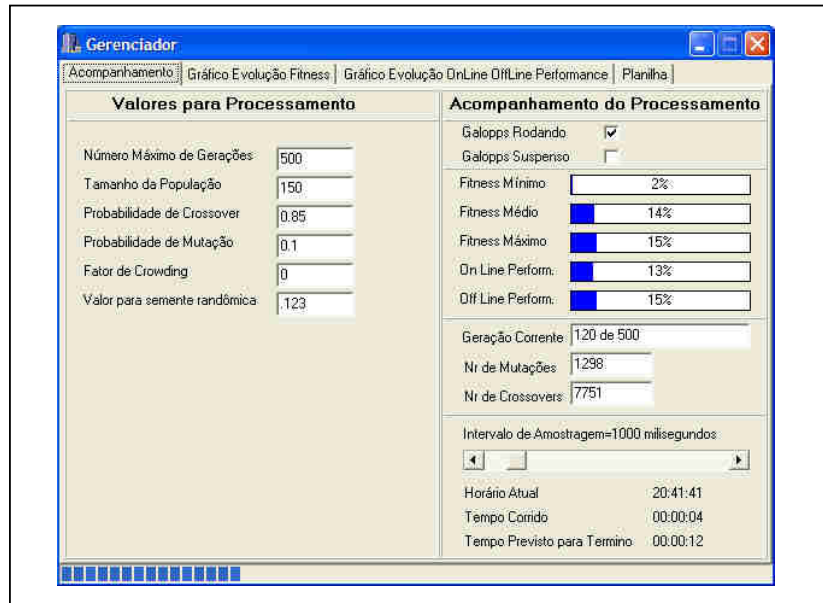 Gerenciador
Acompanhamento Gráfico Evolução Fitness Gráfico Evolução OnLine OffLine Performance Planilha
Valores para Processamento
Número Máximo de Gerações 500
Tamanho da População 150
Probabilidade de Crossover 0.85
Probabilidade de Mutação 0.1
Fator de Crowding 0
Valor para semente randômica .123
Acompanhamento do Processamento
Galopps Rodando
Galopps Suspenso
Fitness Mínimo 2%
Fitness Médio 14%
Fitness Máximo 15%
On Line Perform. 13%
Off Line Perform. 15%
Geração Corrente 120 de 500
Nr de Mutações 1298
Nr de Crossovers 7751
Intervalo de Amostragem=1000 milisegundos
Horário Atual 20:41:41
Tempo Corrido 00:00:04
Tempo Previsto para Termino 00:00:12